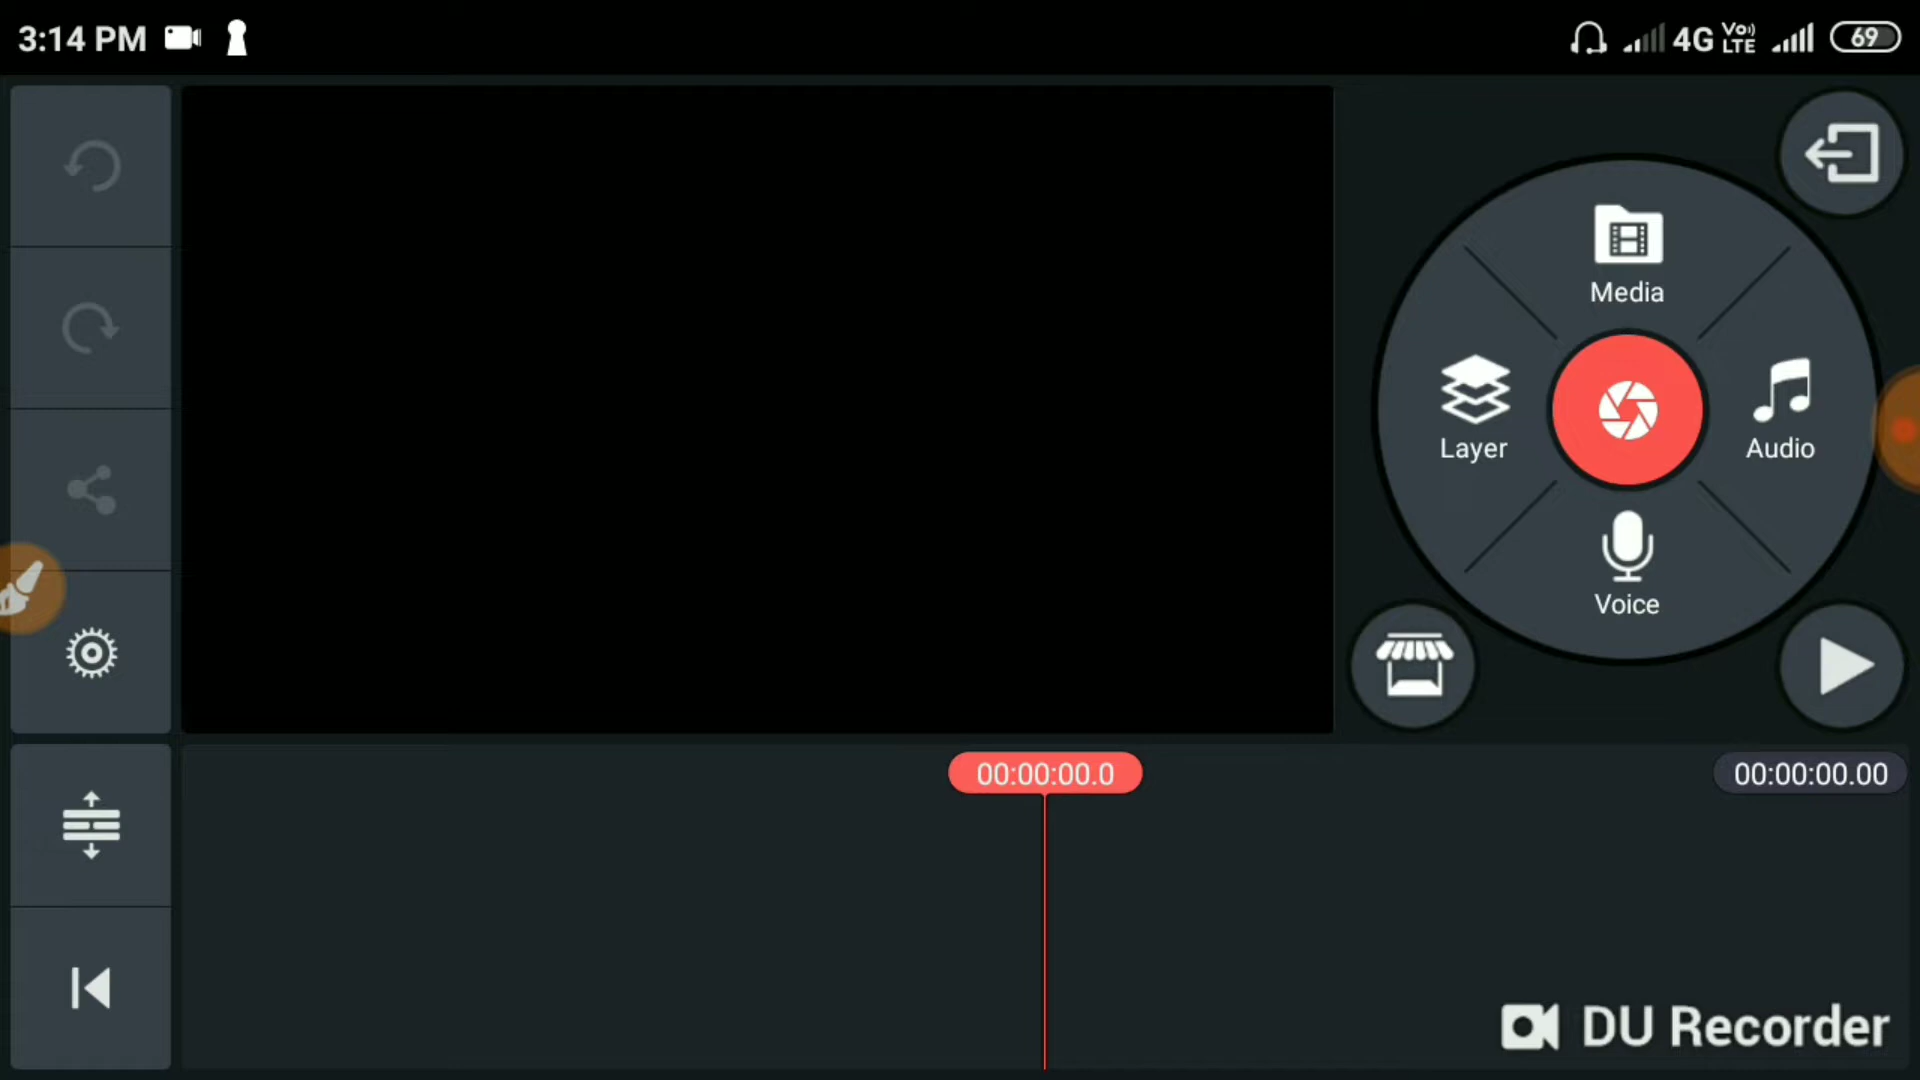 3:14 PM
4G VoLTE 69
Media
Layer
Audio
Voice
00:00:00.0
00:00:00.00
DU Recorder